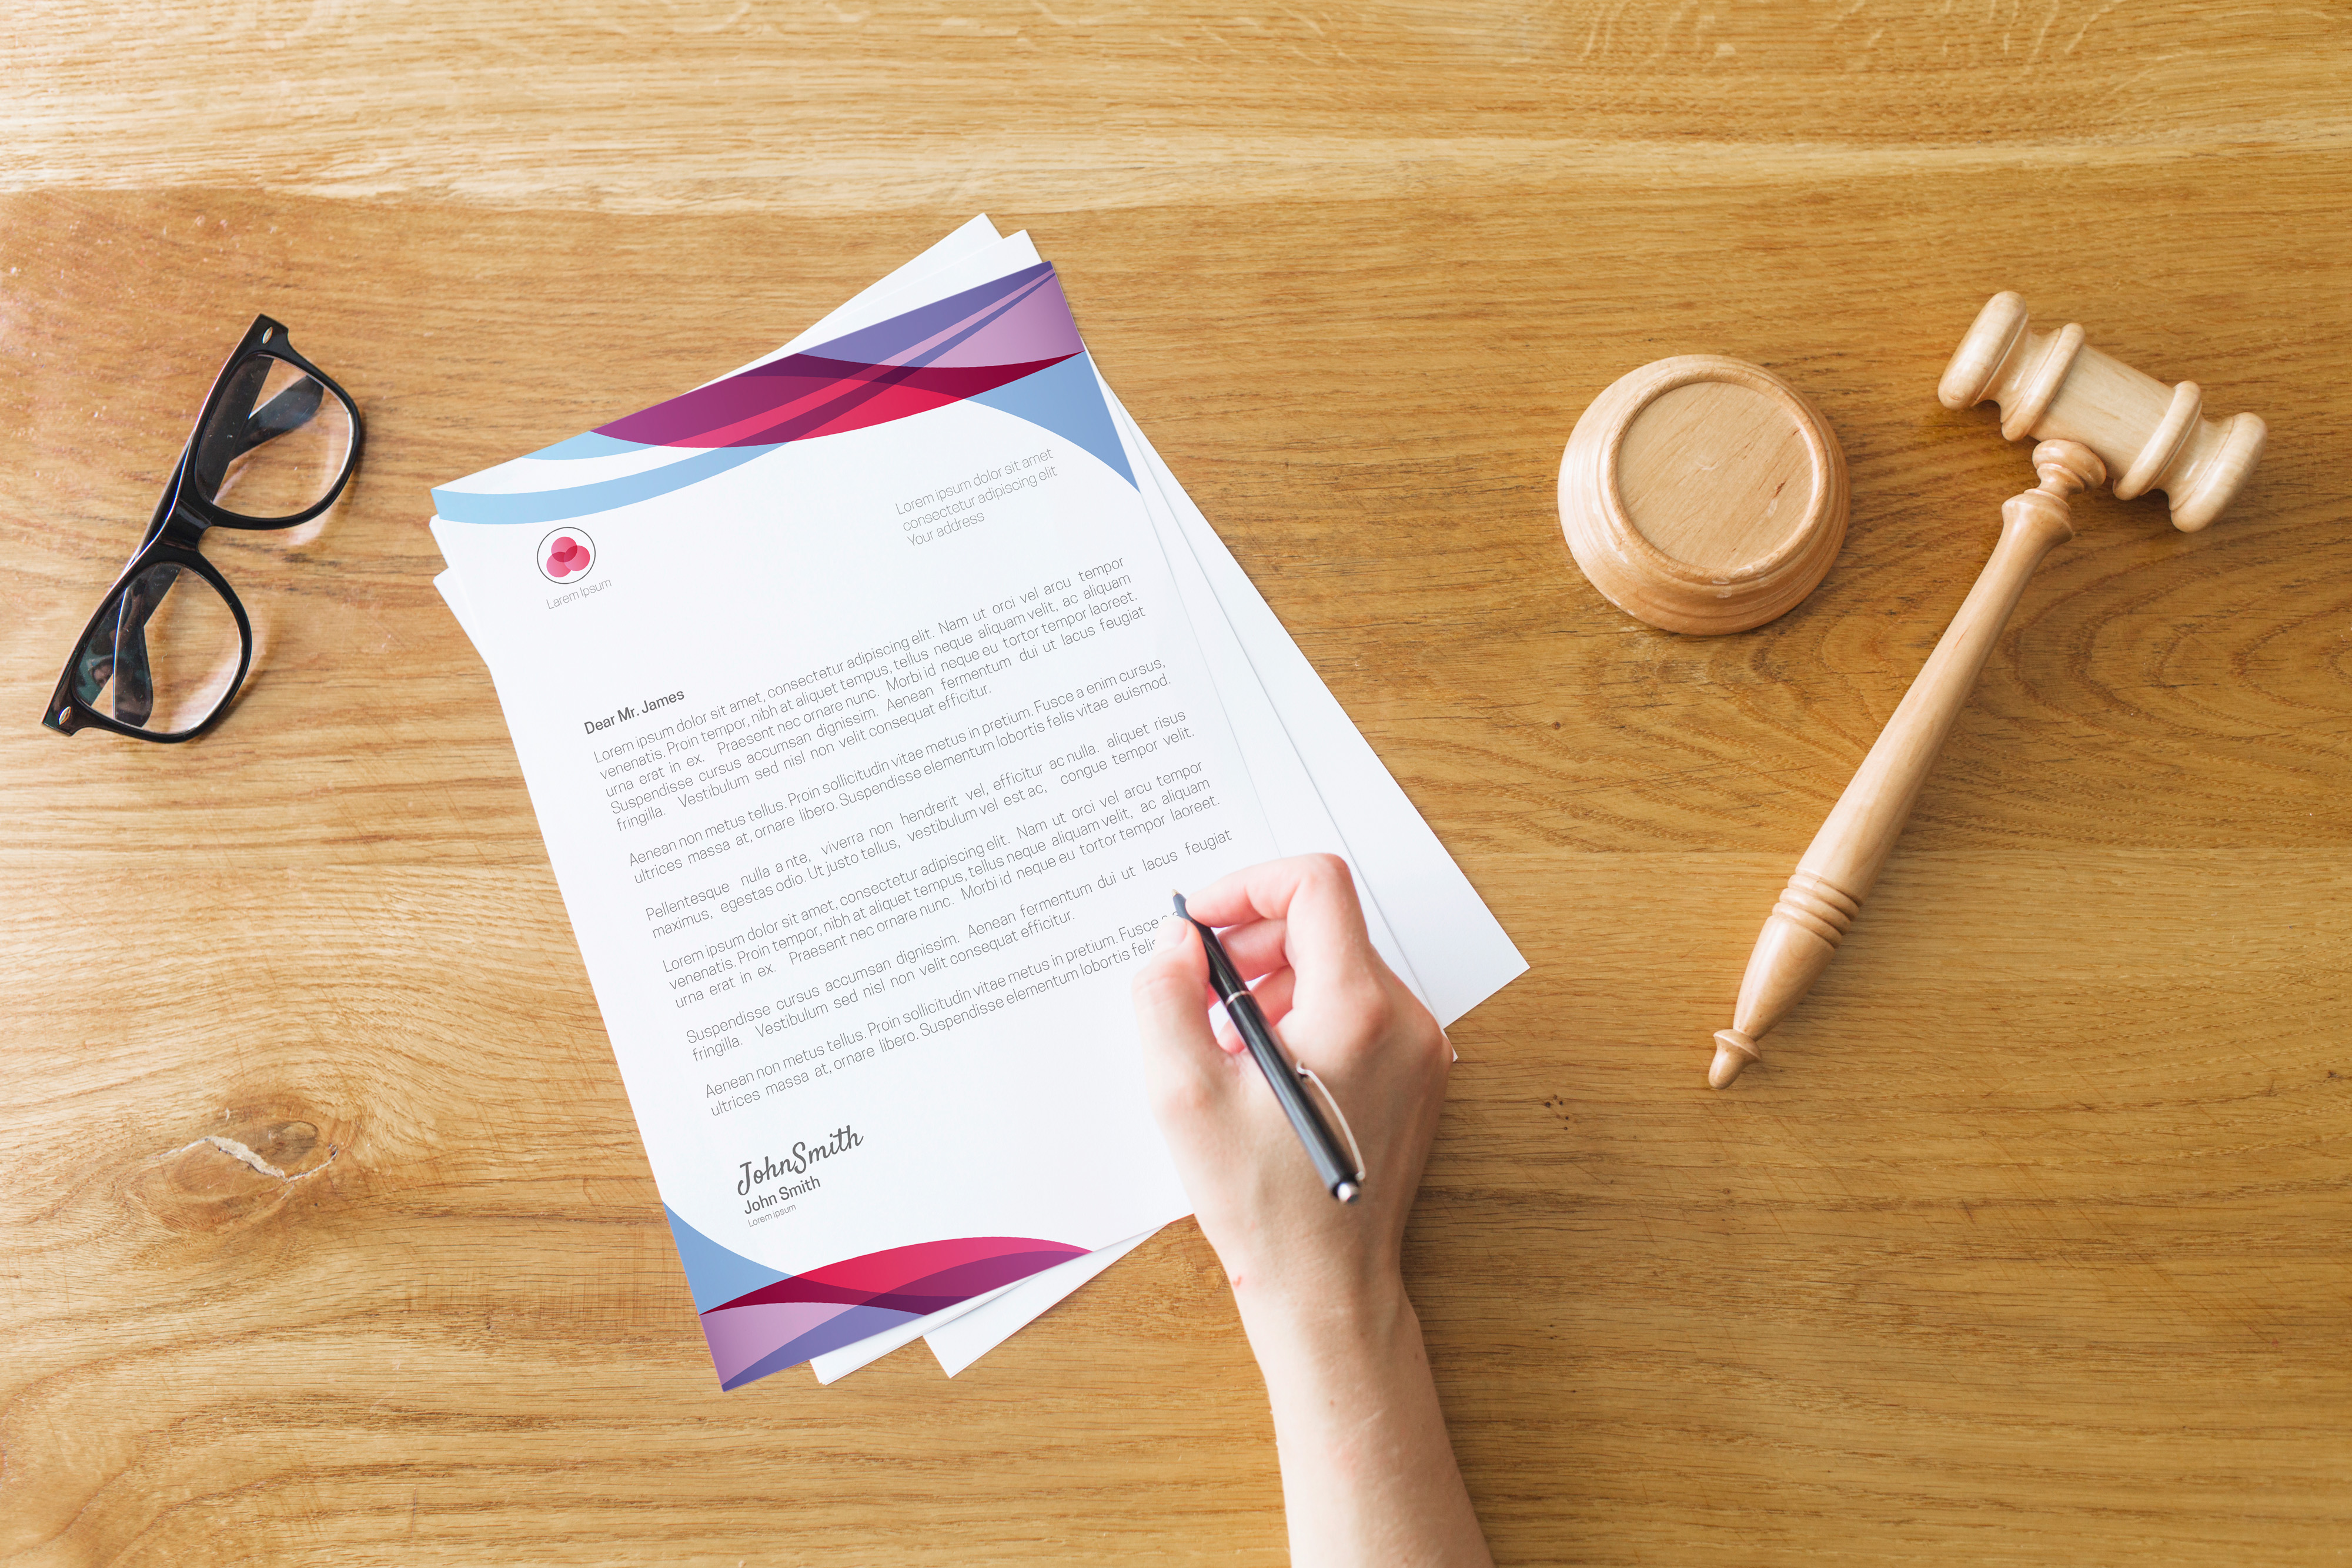 Lorem ipsum dolor sit amet
consectetur adipiscing elit
Your address
Larem Ipsum
Dear Mr. James
Lorem ipsum dolor sit amet, consectetur adipiscing elit. Nam ut orci vel arcu tempor
venenatis. Proin tempor, nibh at aliquet tempus, tellus neque aliquam velit, ac aliquam
urna erat in ex. Praesent nec ornare nunc. Morbi id neque eu tortor tempor laoreet.
Suspendisse cursus accumsan dignissim. Aenean fermentum dui ut lacus feugiat
fringilla. Vestibulum sed nisl non velit consequat efficitur.
Aenean non metus tellus. Proin sollicitudin vitae metus in pretium. Fusce a enim cursus,
ultrices massa at, ornare libero. Suspendisse elementum lobortis felis vitae euismod.
Pellentesque nulla a nte, viverra non hendrerit vel, efficitur ac nulla. aliquet risus
maximus, egestas odio. Ut justo tellus, vestibulum vel est ac, congue tempor velit.
Lorem ipsum dolor sit amet, consectetur adipiscing elit. Nam ut orci vel arcu tempor
venenatis. Proin tempor, nibh at aliquet tempus, tellus neque aliquam velit, ac aliquam
urna erat in ex. Praesent nec ornare nunc. Morbi id neque eu tortor tempor laoreet.
Suspendisse cursus accumsan dignissim. Aenean fermentum dui ut lacus feugiat
fringilla. Vestibulum sed nisl non velit consequat efficitur.
Aenean non metus tellus. Proin sollicitudin vitae metus in pretium. Fusce a
ultrices massa at, ornare libero. Suspendisse elementum lobortis felis
JohnSmith
John Smith
Lorem ipsum